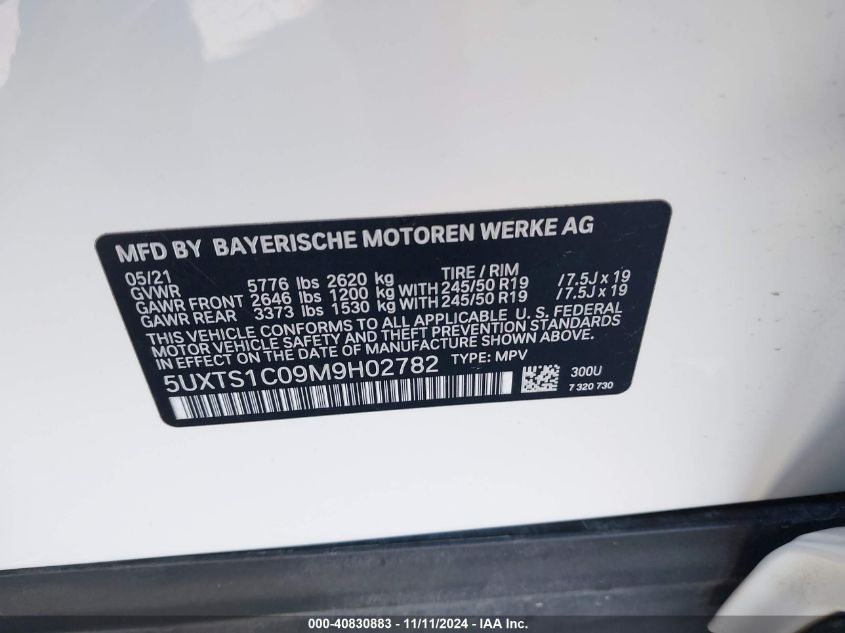 MFD BY BAYERISCHE MOTOREN WERKE AG
05/21 TIRE / RIM
GVWR 5776 lbs 2620 kg
GAWR FRONT 2646 lbs 1200 kg WITH 245/50 R19 /7.5J x 19
GAWR REAR 3373 lbs 1530 kg WITH 245/50 R19 /7.5J x 19
THIS VEHICLE CONFORMS TO ALL APPLICABLE U. S. FEDERAL
MOTOR VEHICLE SAFETY AND THEFT PREVENTION STANDARDS
IN EFFECT ON THE DATE OF MANUFACTURE SHOWN ABOVE.
5UXTS1C09M9H02782 TYPE: MPV
300U
7 320 730
000-40830883 - 11/11/2024 - IAAI Inc.